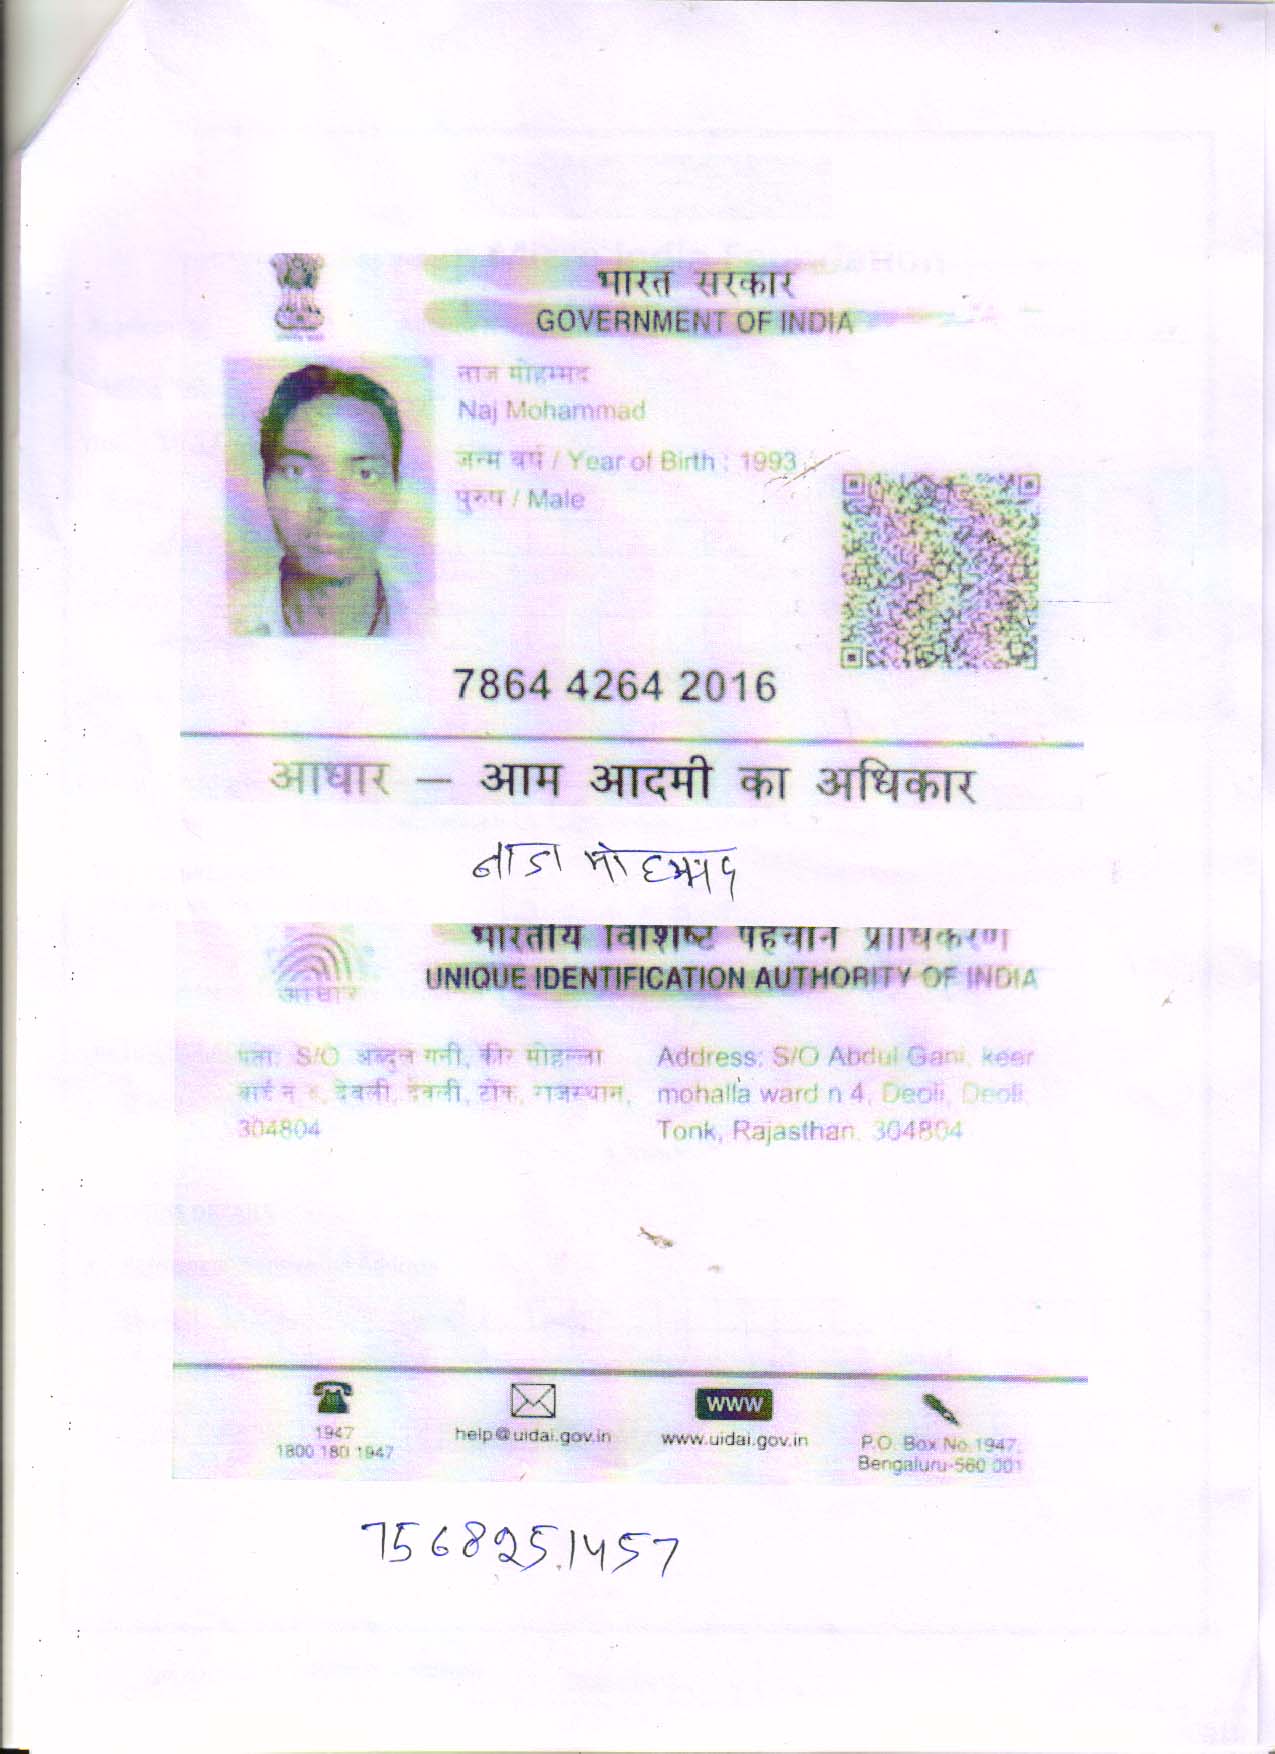 भारत सरकार
GOVERNMENT OF INDIA
नाज मोहम्मद
Naj Mohammad
जन्म वर्ष / Year of Birth : 1993
पुरुष / Male
7864 4264 2016
आधार – आम आदमी का अधिकार
नाज मोहम्मद
भारतीय विशिष्ट पहचान प्राधिकरण
UNIQUE IDENTIFICATION AUTHORITY OF INDIA
आधार
पता: S/O अब्दुल गनी, कीर मोहल्ला
वार्ड न ४, देवली, देवली, टोंक, राजस्थान,
304804
Address: S/O Abdul Gani, keer
mohalla ward n 4, Deoli, Deoli,
Tonk, Rajasthan, 304804
1947
1800 180 1947
help@uidai.gov.in
WWW
www.uidai.gov.in
P.O. Box No.1947,
Bengaluru-560 001
7568251457